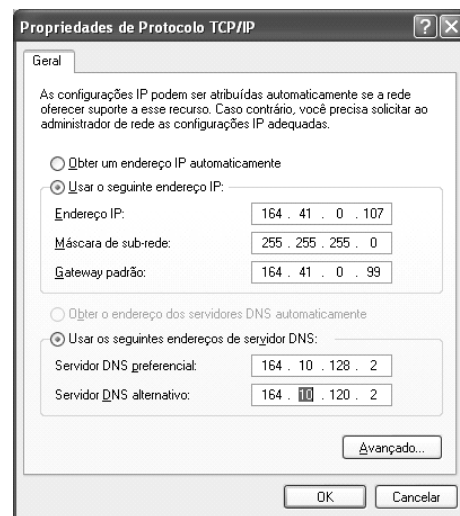 Propriedades de Protocolo TCP/IP
Geral
As configurações IP podem ser atribuídas automaticamente se a rede
oferecer suporte a esse recurso. Caso contrário, você precisa solicitar ao
administrador de rede as configurações IP adequadas.
Obter um endereço IP automaticamente
Usar o seguinte endereço IP:
Endereço IP: 164 . 41 . 0 . 107
Máscara de sub-rede: 255 . 255 . 255 . 0
Gateway padrão: 164 . 41 . 0 . 99
Obter o endereço dos servidores DNS automaticamente
Usar os seguintes endereços de servidor DNS:
Servidor DNS preferencial: 164 . 10 . 128 . 2
Servidor DNS alternativo: 164 . 10 . 120 . 2
Avançado...
OK Cancelar